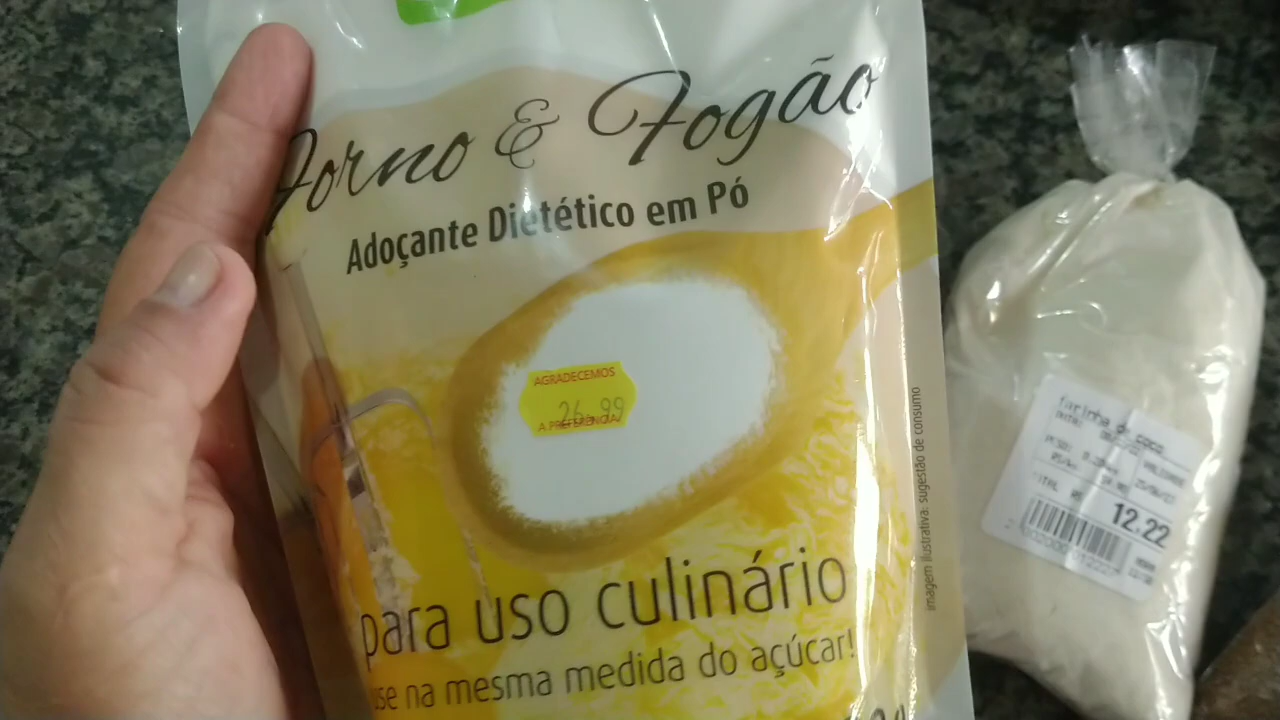 Forno & Fogão
Adoçante Dietético em Pó
AGRADECEMOS
26,99
A PREFERÊNCIA
para uso culinário
use na mesma medida do açúcar!
imagem ilustrativa: sugestão de consumo
farinha de coco
TOTAL R$
12,22